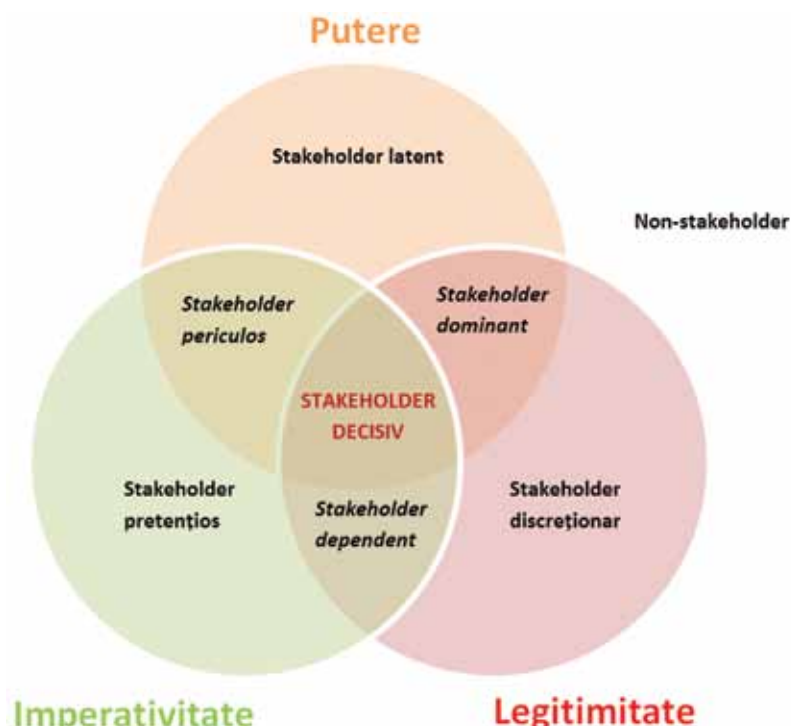 Putere
Stakeholder latent
Non-stakeholder
Stakeholder
periculos
Stakeholder
dominant
STAKEHOLDER
DECISIV
Stakeholder
pretențios
Stakeholder
dependent
Stakeholder
discreționar
Imperativitate
Legitimitate